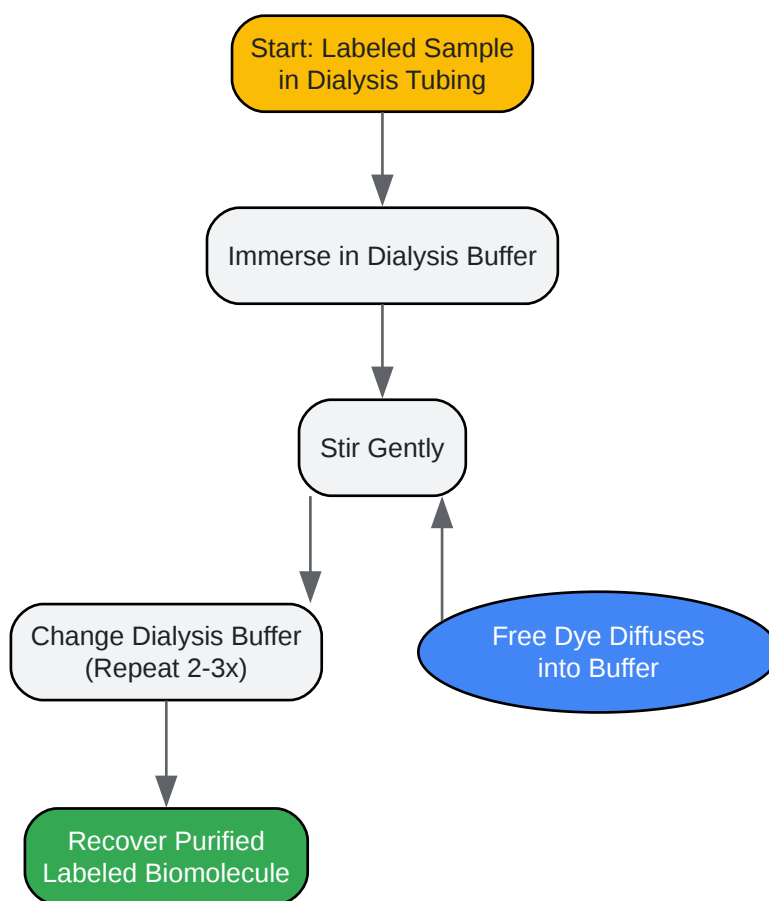 Start: Labeled Sample
in Dialysis Tubing
Immerse in Dialysis Buffer
Stir Gently
Change Dialysis Buffer
(Repeat 2-3x)
Free Dye Diffuses
into Buffer
Recover Purified
Labeled Biomolecule